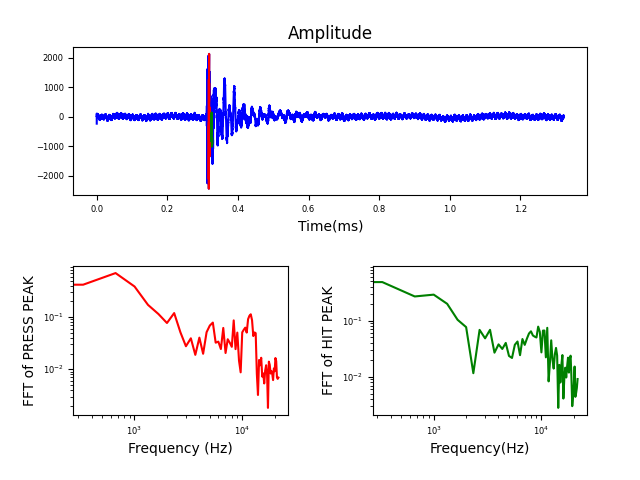 Amplitude
2000
1000
0
−1000
−2000
0.0 0.2 0.4 0.6 0.8 1.0 1.2
Time(ms)
FFT of PRESS PEAK
10⁻¹
10⁻²
10³ 10⁴
Frequency (Hz)
FFT of HIT PEAK
10⁻¹
10⁻²
10³ 10⁴
Frequency(Hz)